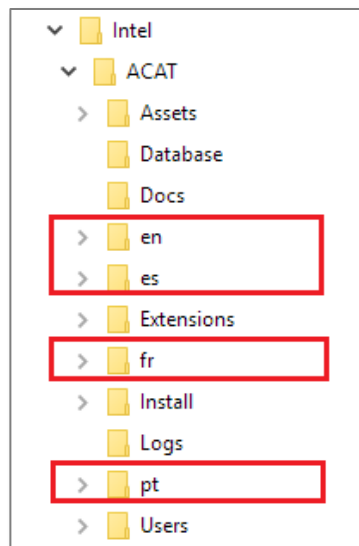 Intel
ACAT
Assets
Database
Docs
en
es
Extensions
fr
Install
Logs
pt
Users